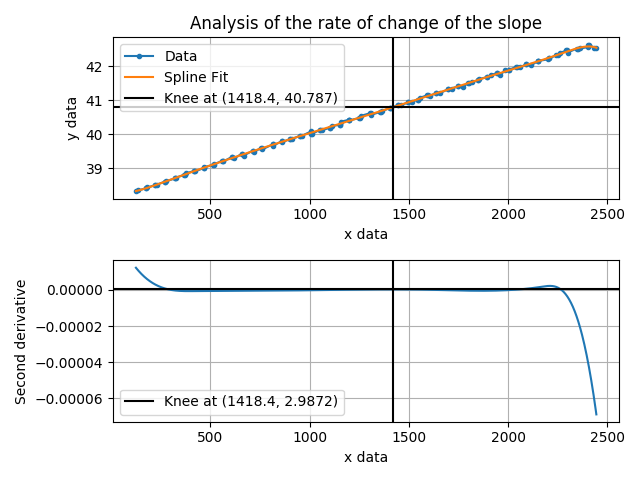 Analysis of the rate of change of the slope
Data
Spline Fit
Knee at (1418.4, 40.787)
42
41
40
39
y data
500
1000
1500
2000
2500
x data
0.00000
−0.00002
−0.00004
−0.00006
Second derivative
Knee at (1418.4, 2.9872)
500
1000
1500
2000
2500
x data